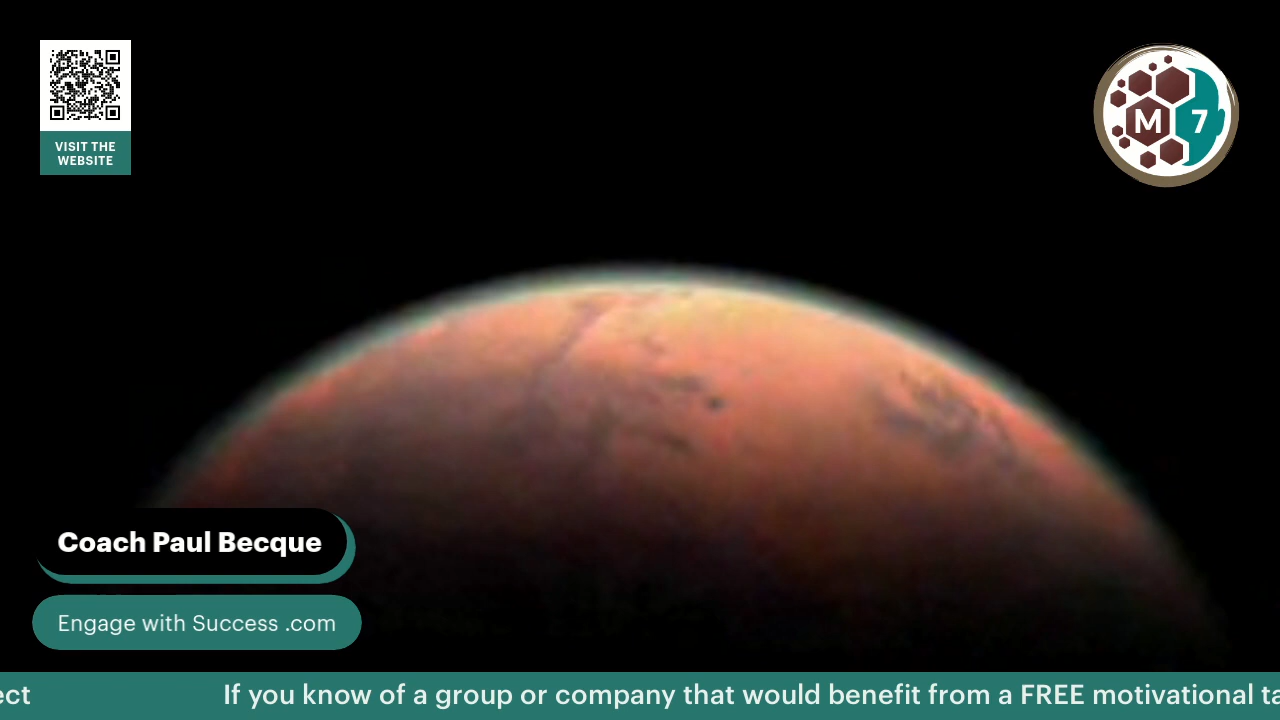 VISIT THE
WEBSITE
M 7
Coach Paul Becque
Engage with Success .com
ect If you know of a group or company that would benefit from a FREE motivational ta